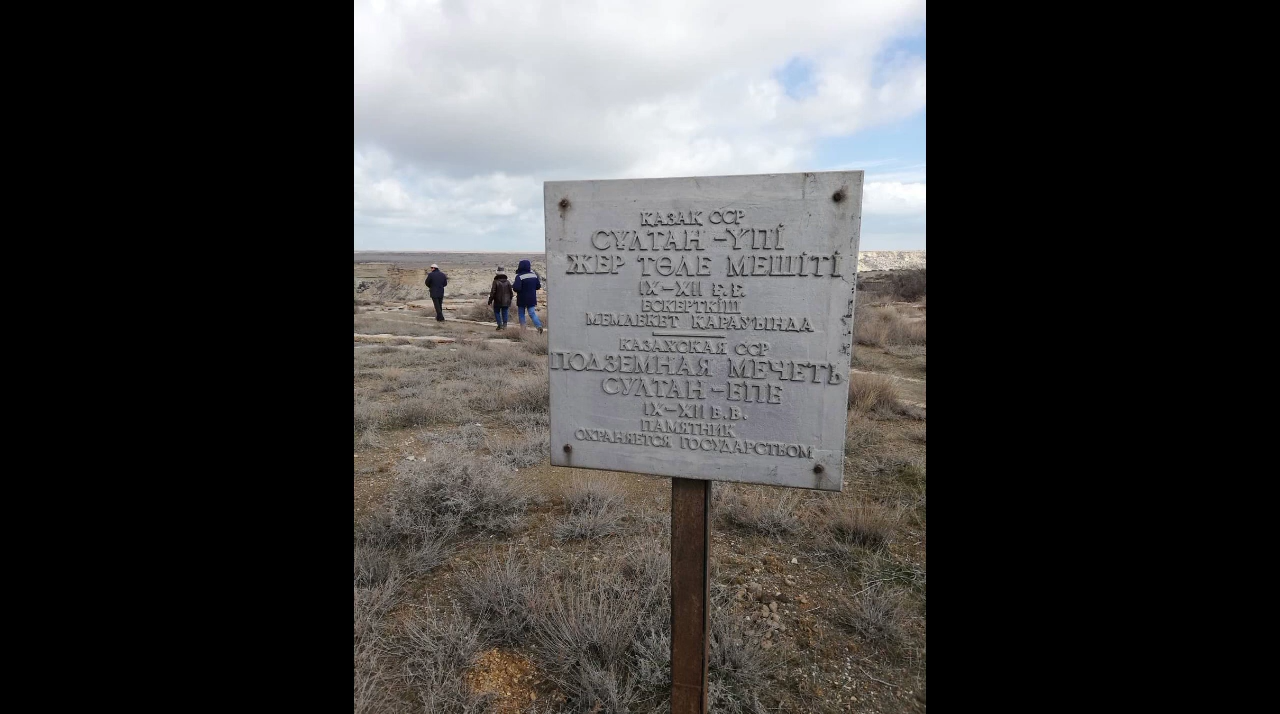 ҚАЗАҚ ССР
СҰЛТАН-ҮПІ
ЖЕР ТӨЛЕ МЕШІТІ
IX-XII Ғ.Ғ.
ЕСКЕРТКІШ
МЕМЛЕКЕТ ҚАРАУЫНДА
КАЗАХСКАЯ ССР
ПОДЗЕМНАЯ МЕЧЕТЬ
СУЛТАН-ЕПЕ
IX-XII В.В.
ПАМЯТНИК
ОХРАНЯЕТСЯ ГОСУДАРСТВОМ